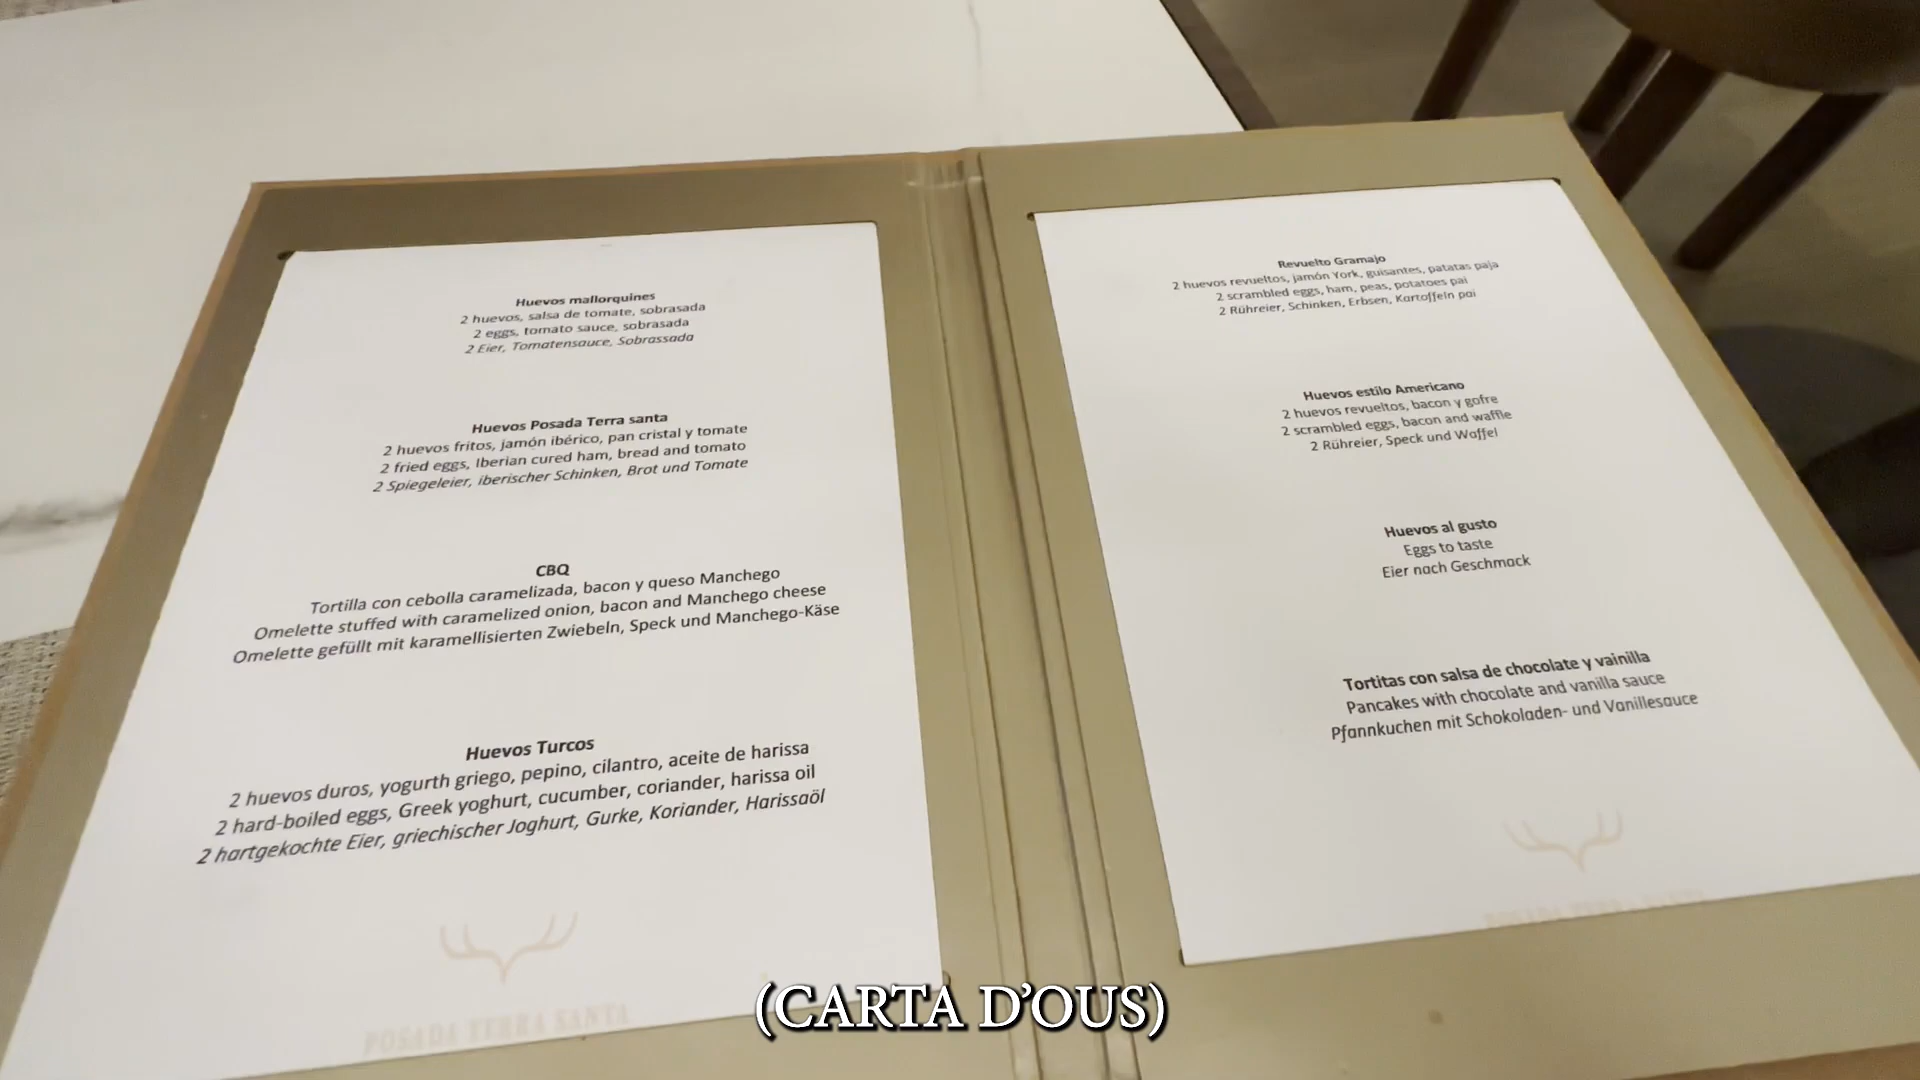 Huevos mallorquines
2 huevos, salsa de tomate, sobrasada
2 eggs, tomato sauce, sobrasada
2 Eier, Tomatensauce, Sobrassada
Huevos Posada Terra santa
2 huevos fritos, jamón ibérico, pan cristal y tomate
2 fried eggs, Iberian cured ham, bread and tomato
2 Spiegeleier, iberischer Schinken, Brot und Tomate
CBQ
Tortilla con cebolla caramelizada, bacon y queso Manchego
Omelette stuffed with caramelized onion, bacon and Manchego cheese
Omelette gefüllt mit karamellisierten Zwiebeln, Speck und Manchego-Käse
Huevos Turcos
2 huevos duros, yogurth griego, pepino, cilantro, aceite de harissa
2 hard-boiled eggs, Greek yoghurt, cucumber, coriander, harissa oil
2 hartgekochte Eier, griechischer Joghurt, Gurke, Koriander, Harissaöl
POSADA TERRA SANTA
Revuelto Gramajo
2 huevos revueltos, jamón York, guisantes, patatas paja
2 scrambled eggs, ham, peas, potatoes pai
2 Rühreier, Schinken, Erbsen, Kartoffeln pai
Huevos estilo Americano
2 huevos revueltos, bacon y gofre
2 scrambled eggs, bacon and waffle
2 Rühreier, Speck und Waffel
Huevos al gusto
Eggs to taste
Eier nach Geschmack
Tortitas con salsa de chocolate y vainilla
Pancakes with chocolate and vanilla sauce
Pfannkuchen mit Schokoladen- und Vanillesauce
(CARTA D'OUS)